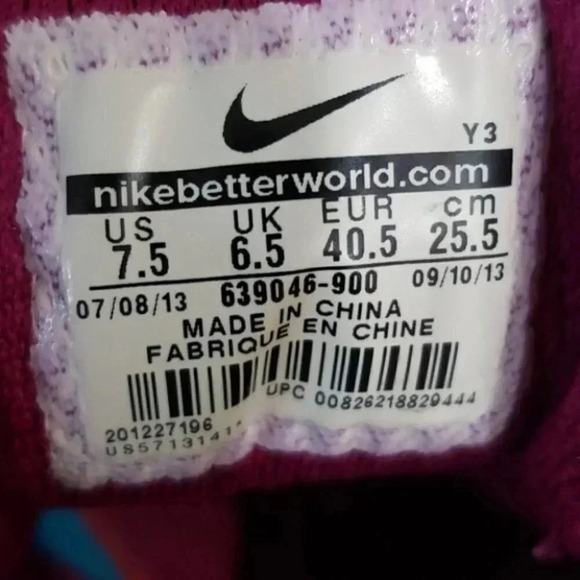 Y3
nikebetterworld.com
US UK EUR cm
7.5 6.5 40.5 25.5
07/08/13 639046-900 09/10/13
MADE IN CHINA
FABRIQUE EN CHINE
UPC 00826218829444
201227196